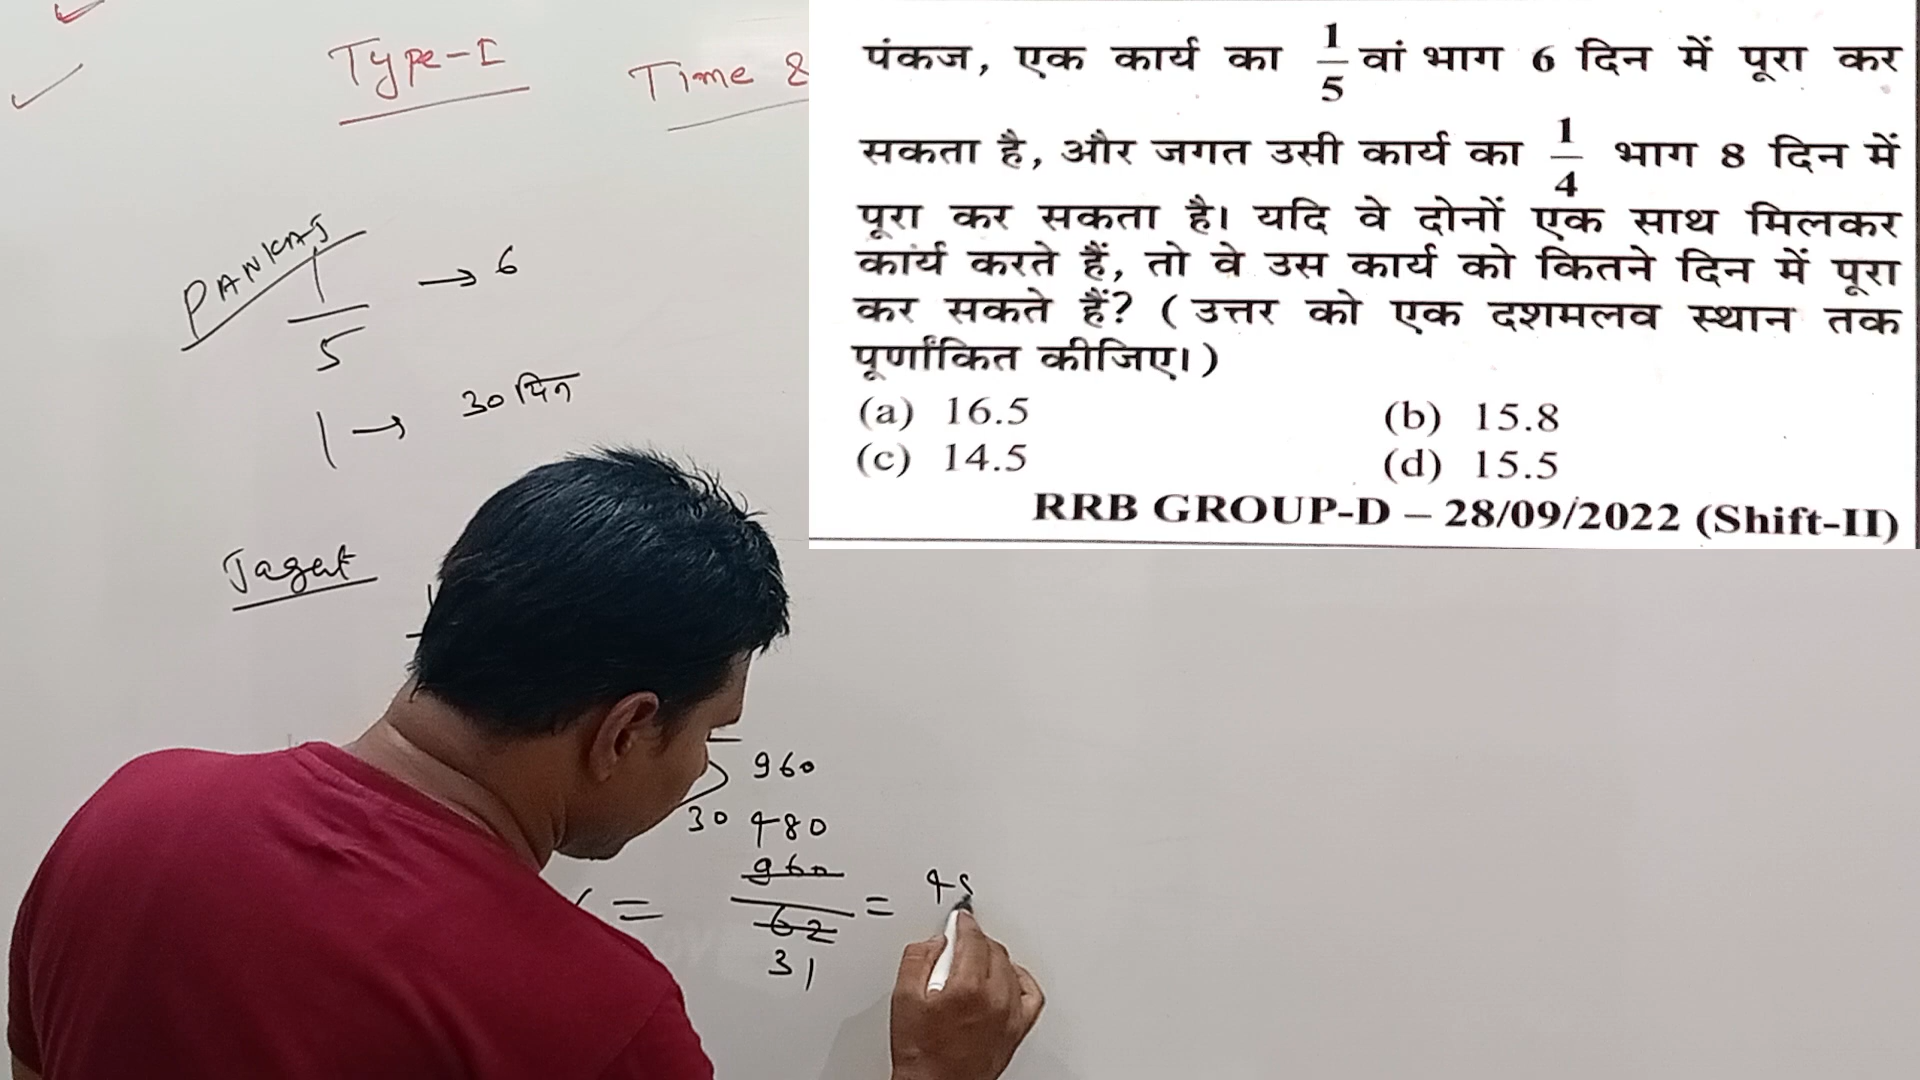 Type-I
Time &
पंकज, एक कार्य का 1/5 वां भाग 6 दिन में पूरा कर
सकता है, और जगत उसी कार्य का 1/4 भाग 8 दिन में
पूरा कर सकता है। यदि वे दोनों एक साथ मिलकर
कार्य करते हैं, तो वे उस कार्य को कितने दिन में पूरा
कर सकते हैं? (उत्तर को एक दशमलव स्थान तक
पूर्णांकित कीजिए।)
(a) 16.5 (b) 15.8
(c) 14.5 (d) 15.5
RRB GROUP-D – 28/09/2022 (Shift-II)
PANKAJ
1/5 → 6
1 → 30 दिन
Jagat
960
30 480
= 960/62 =
31